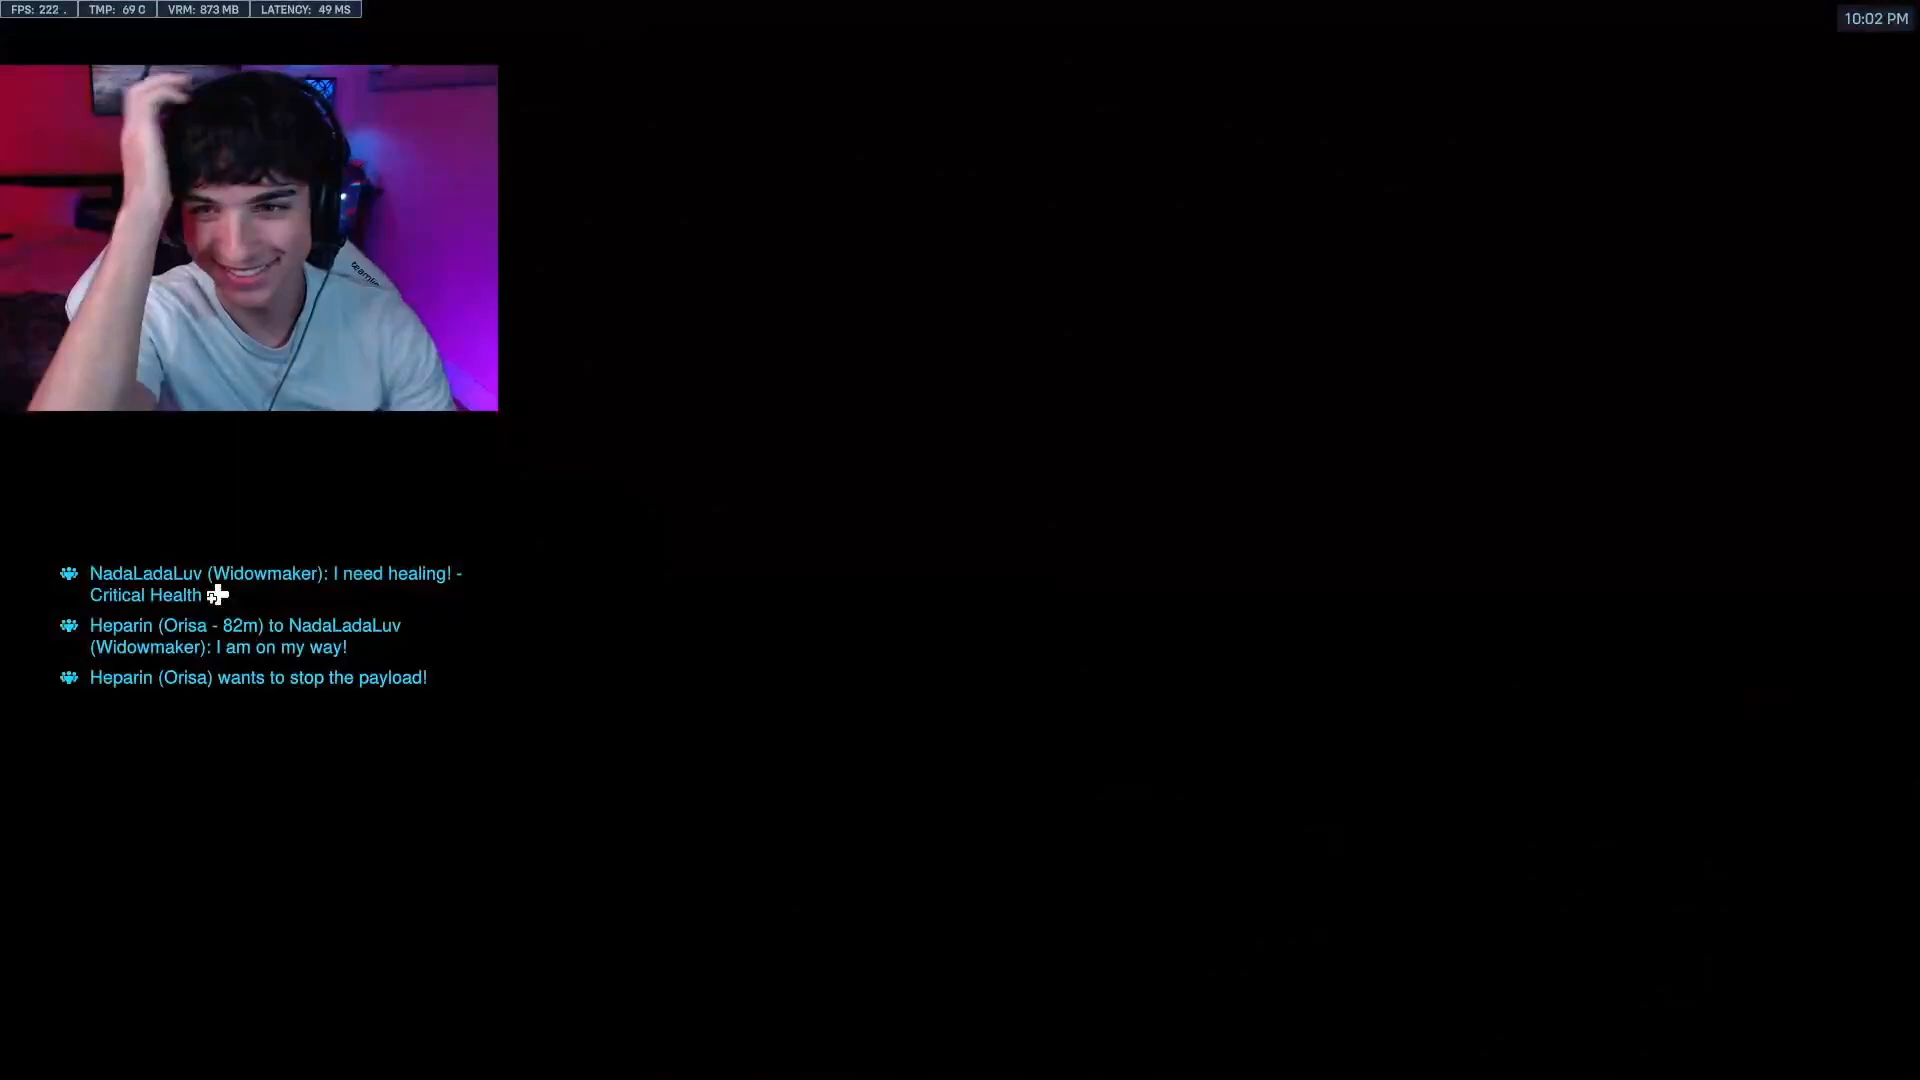 FPS: 222 . TMP: 69 C VRM: 873 MB LATENCY: 49 MS
10:02 PM
NadaLadaLuv (Widowmaker): I need healing! -
Critical Health
Heparin (Orisa - 82m) to NadaLadaLuv
(Widowmaker): I am on my way!
Heparin (Orisa) wants to stop the payload!